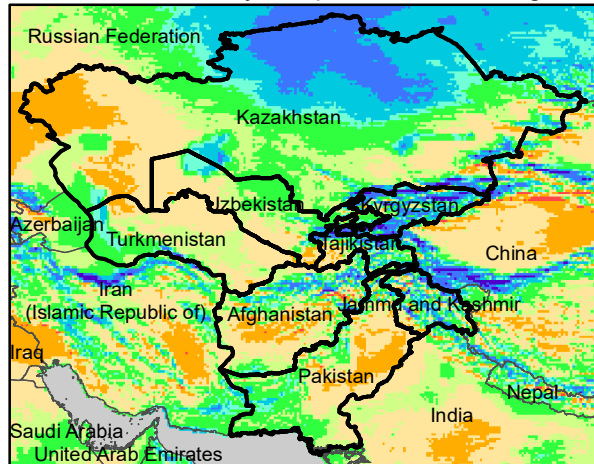 Russian Federation
Kazakhstan
Uzbekistan
Kyrgyzstan
Azerbaijan
Turkmenistan
Tajikistan
China
Iran
(Islamic Republic of)
Afghanistan
Jammu and Kashmir
Iraq
Pakistan
Nepal
India
Saudi Arabia
United Arab Emirates